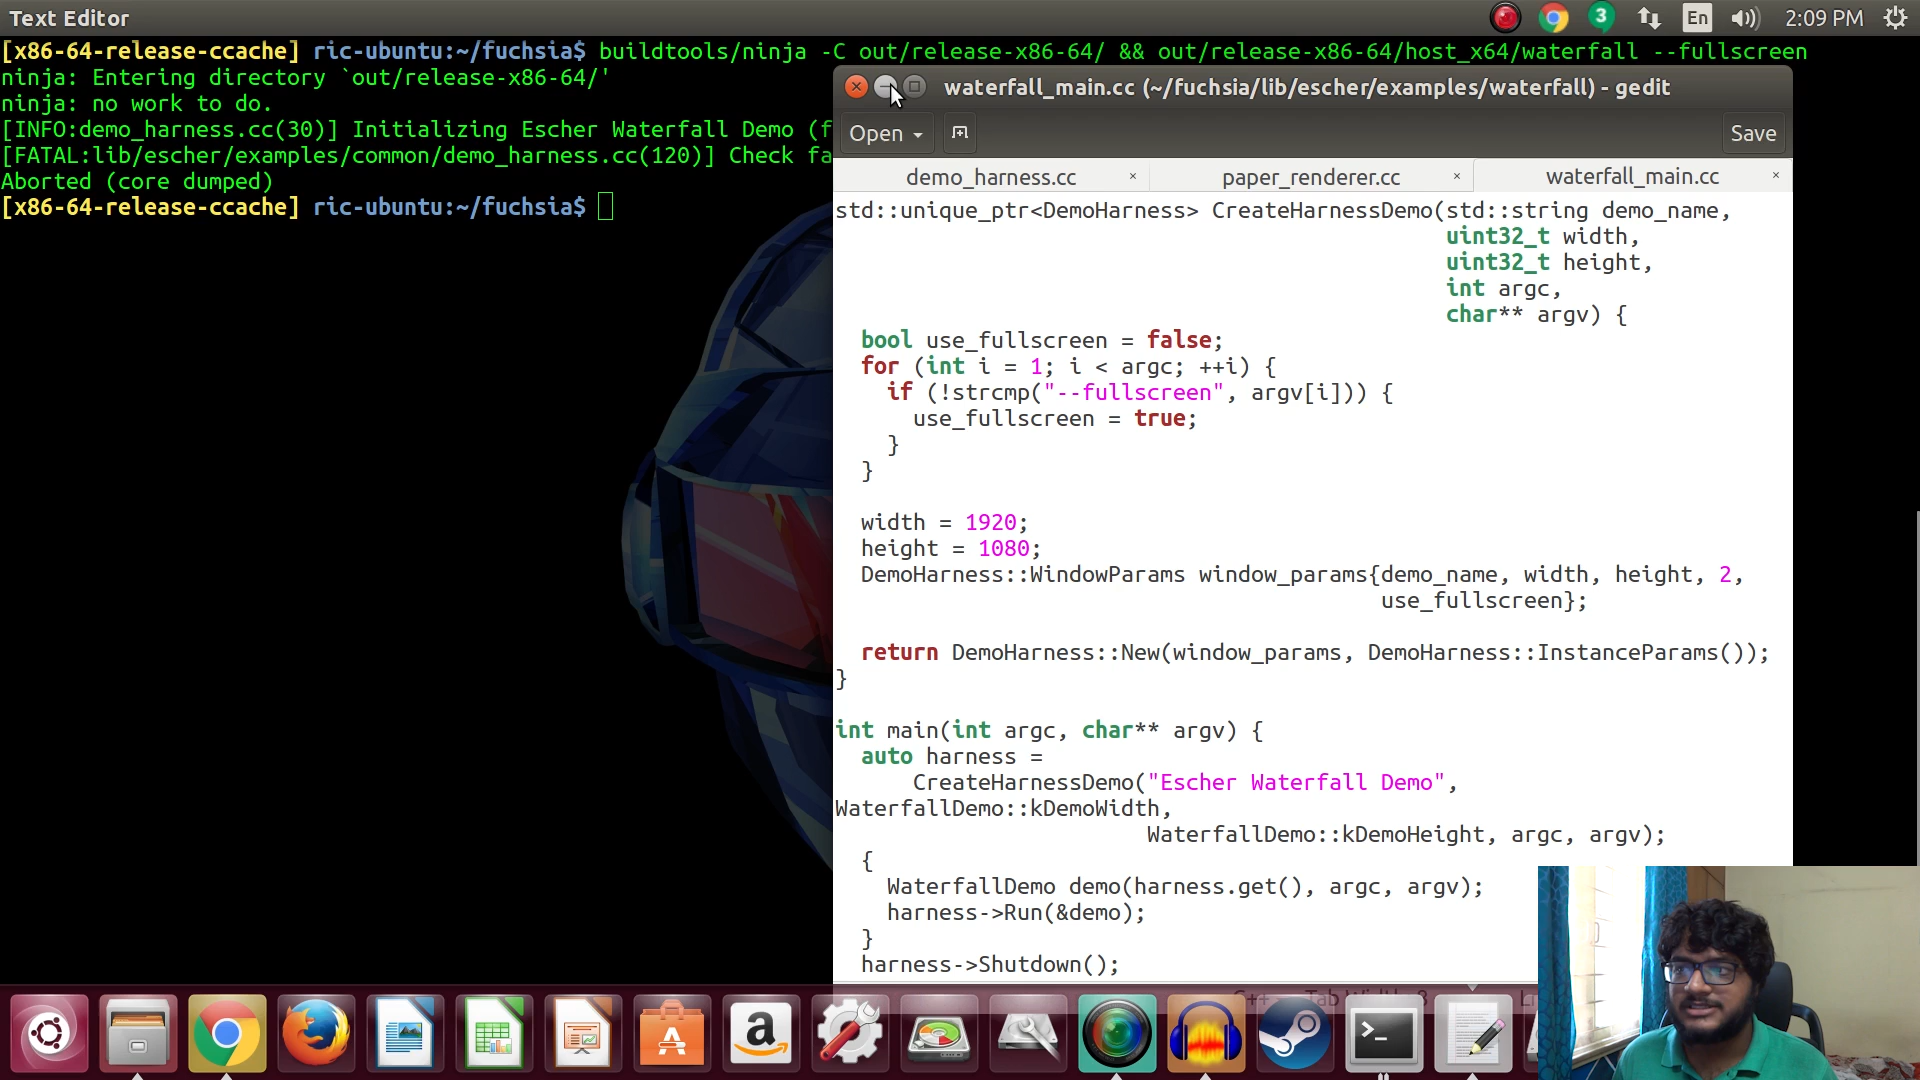 Text Editor
3
En
2:09 PM
[x86-64-release-ccache] ric-ubuntu:~/fuchsia$ buildtools/ninja -C out/release-x86-64/ && out/release-x86-64/host_x64/waterfall --fullscreen
ninja: Entering directory `out/release-x86-64/'
ninja: no work to do.
[INFO:demo_harness.cc(30)] Initializing Escher Waterfall Demo (f
[FATAL:lib/escher/examples/common/demo_harness.cc(120)] Check fa
Aborted (core dumped)
[x86-64-release-ccache] ric-ubuntu:~/fuchsia$
waterfall_main.cc (~/fuchsia/lib/escher/examples/waterfall) - gedit
Open
Save
demo_harness.cc
paper_renderer.cc
waterfall_main.cc
std::unique_ptr<DemoHarness> CreateHarnessDemo(std::string demo_name,
uint32_t width,
uint32_t height,
int argc,
char** argv) {
bool use_fullscreen = false;
for (int i = 1; i < argc; ++i) {
if (!strcmp("--fullscreen", argv[i])) {
use_fullscreen = true;
}
}
width = 1920;
height = 1080;
DemoHarness::WindowParams window_params{demo_name, width, height, 2,
use_fullscreen};
return DemoHarness::New(window_params, DemoHarness::InstanceParams());
}
int main(int argc, char** argv) {
auto harness =
CreateHarnessDemo("Escher Waterfall Demo",
WaterfallDemo::kDemoWidth,
WaterfallDemo::kDemoHeight, argc, argv);
{
WaterfallDemo demo(harness.get(), argc, argv);
harness->Run(&demo);
}
harness->Shutdown();
C++
Tab Width: 8